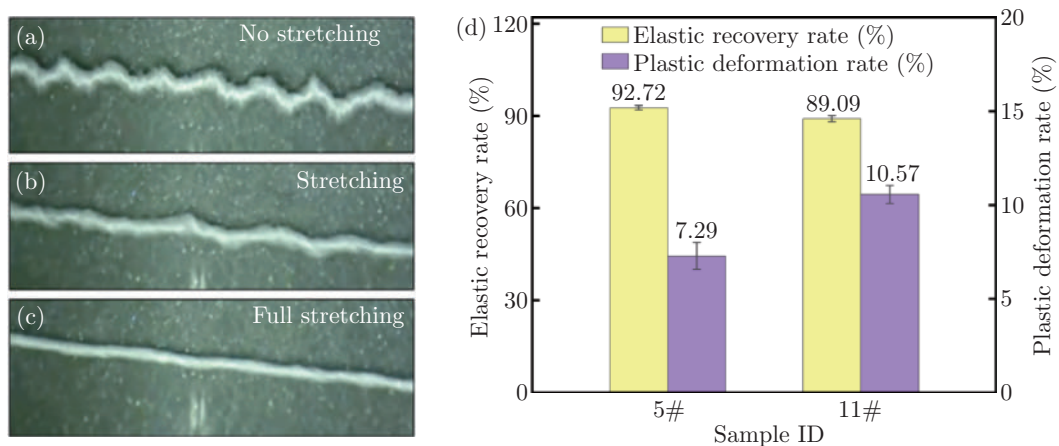 (a)
No stretching
(b)
Stretching
(c)
Full stretching
(d)
Elastic recovery rate (%)
Plastic deformation rate (%)
120
90
60
30
0
Elastic recovery rate (%)
92.72
7.29
89.09
10.57
5#
11#
Sample ID
20
15
10
5
0
Plastic deformation rate (%)